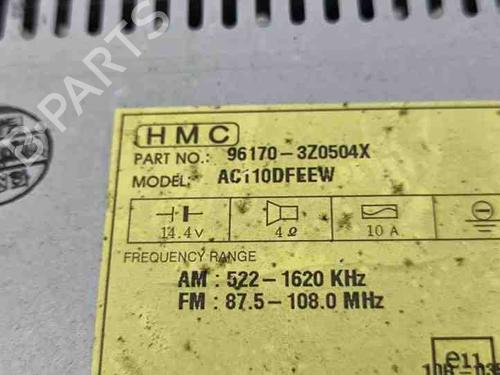 HMC
PART NO.: 96170-3Z0504X
MODEL: AC110DFEEW
14.4v 4Ω 10A
FREQUENCY RANGE
AM : 522-1620 KHz
FM : 87.5-108.0 MHz
e11
B-PARTS